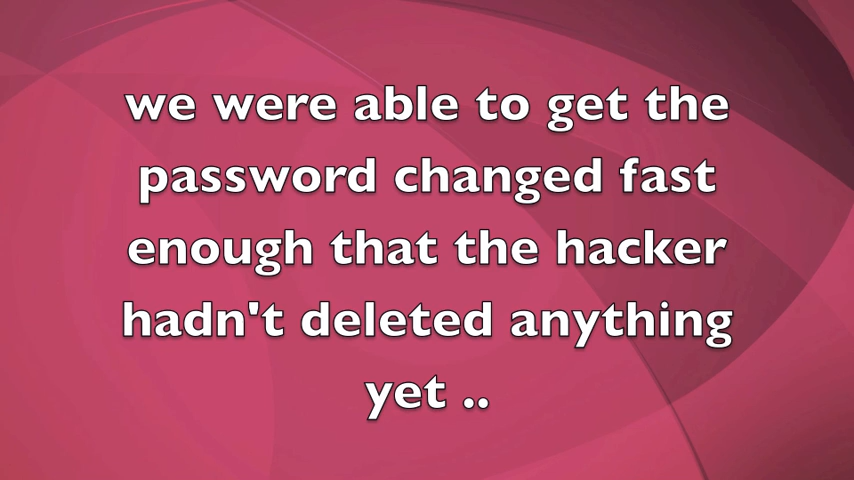 we were able to get the
password changed fast
enough that the hacker
hadn't deleted anything
yet ..